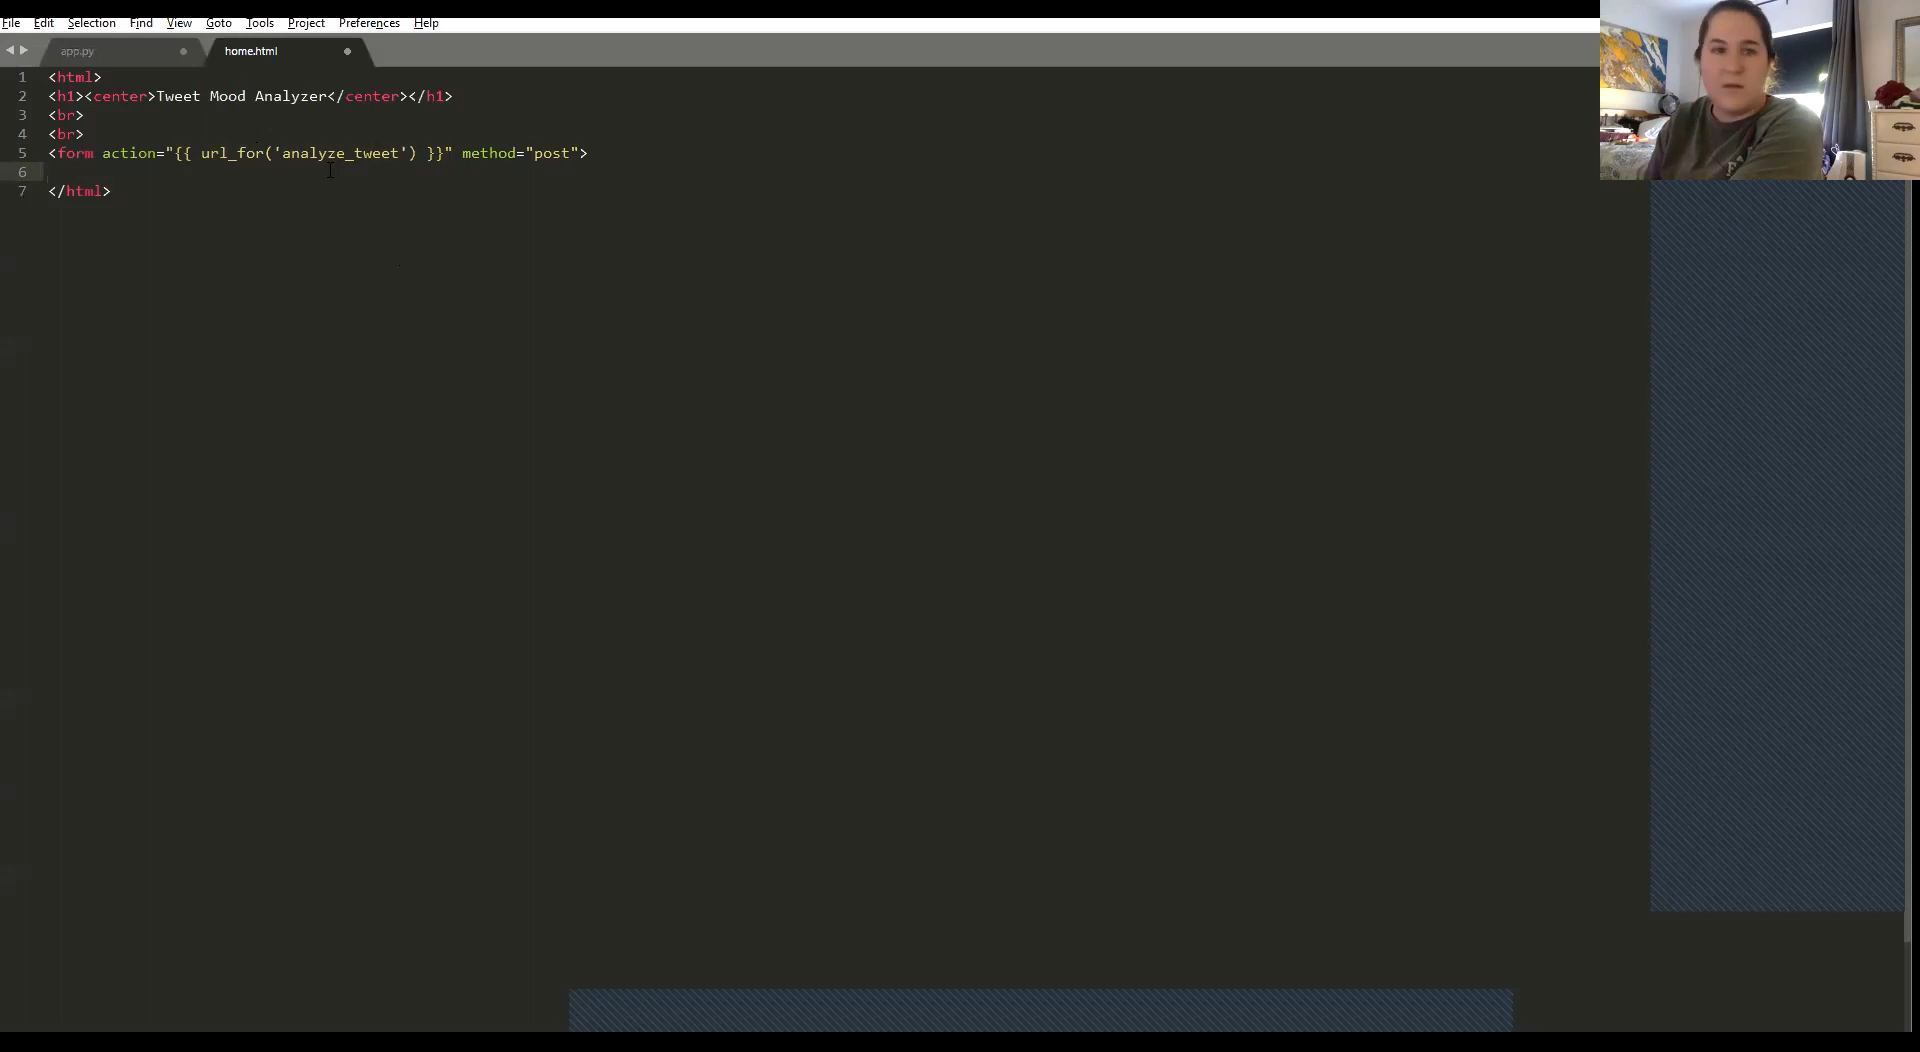 File Edit Selection Find View Goto Tools Project Preferences Help
app.py home.html
1 <html>
2 <h1><center>Tweet Mood Analyzer</center></h1>
3 <br>
4 <br>
5 <form action="{{ url_for('analyze_tweet') }}" method="post">
6
7 </html>